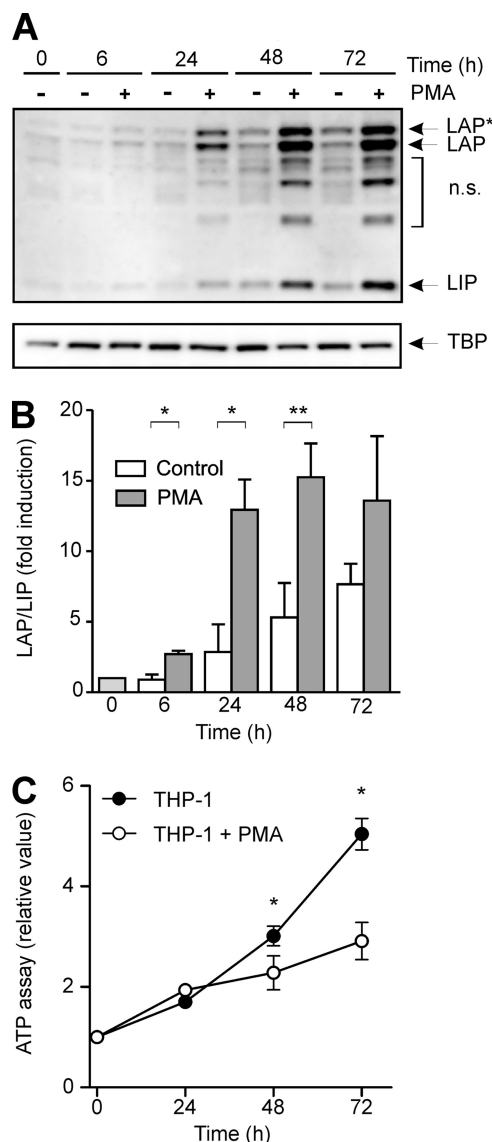 A
0 6 24 48 72 Time (h)
- - + - + - + - + PMA
LAP*
LAP
n.s.
LIP
TBP
B
LAP/LIP (fold induction)
20
15
10
5
0
* * **
Control
PMA
0 6 24 48 72
Time (h)
C
ATP assay (relative value)
6
4
2
0
THP-1
THP-1 + PMA
*
*
0 24 48 72
Time (h)